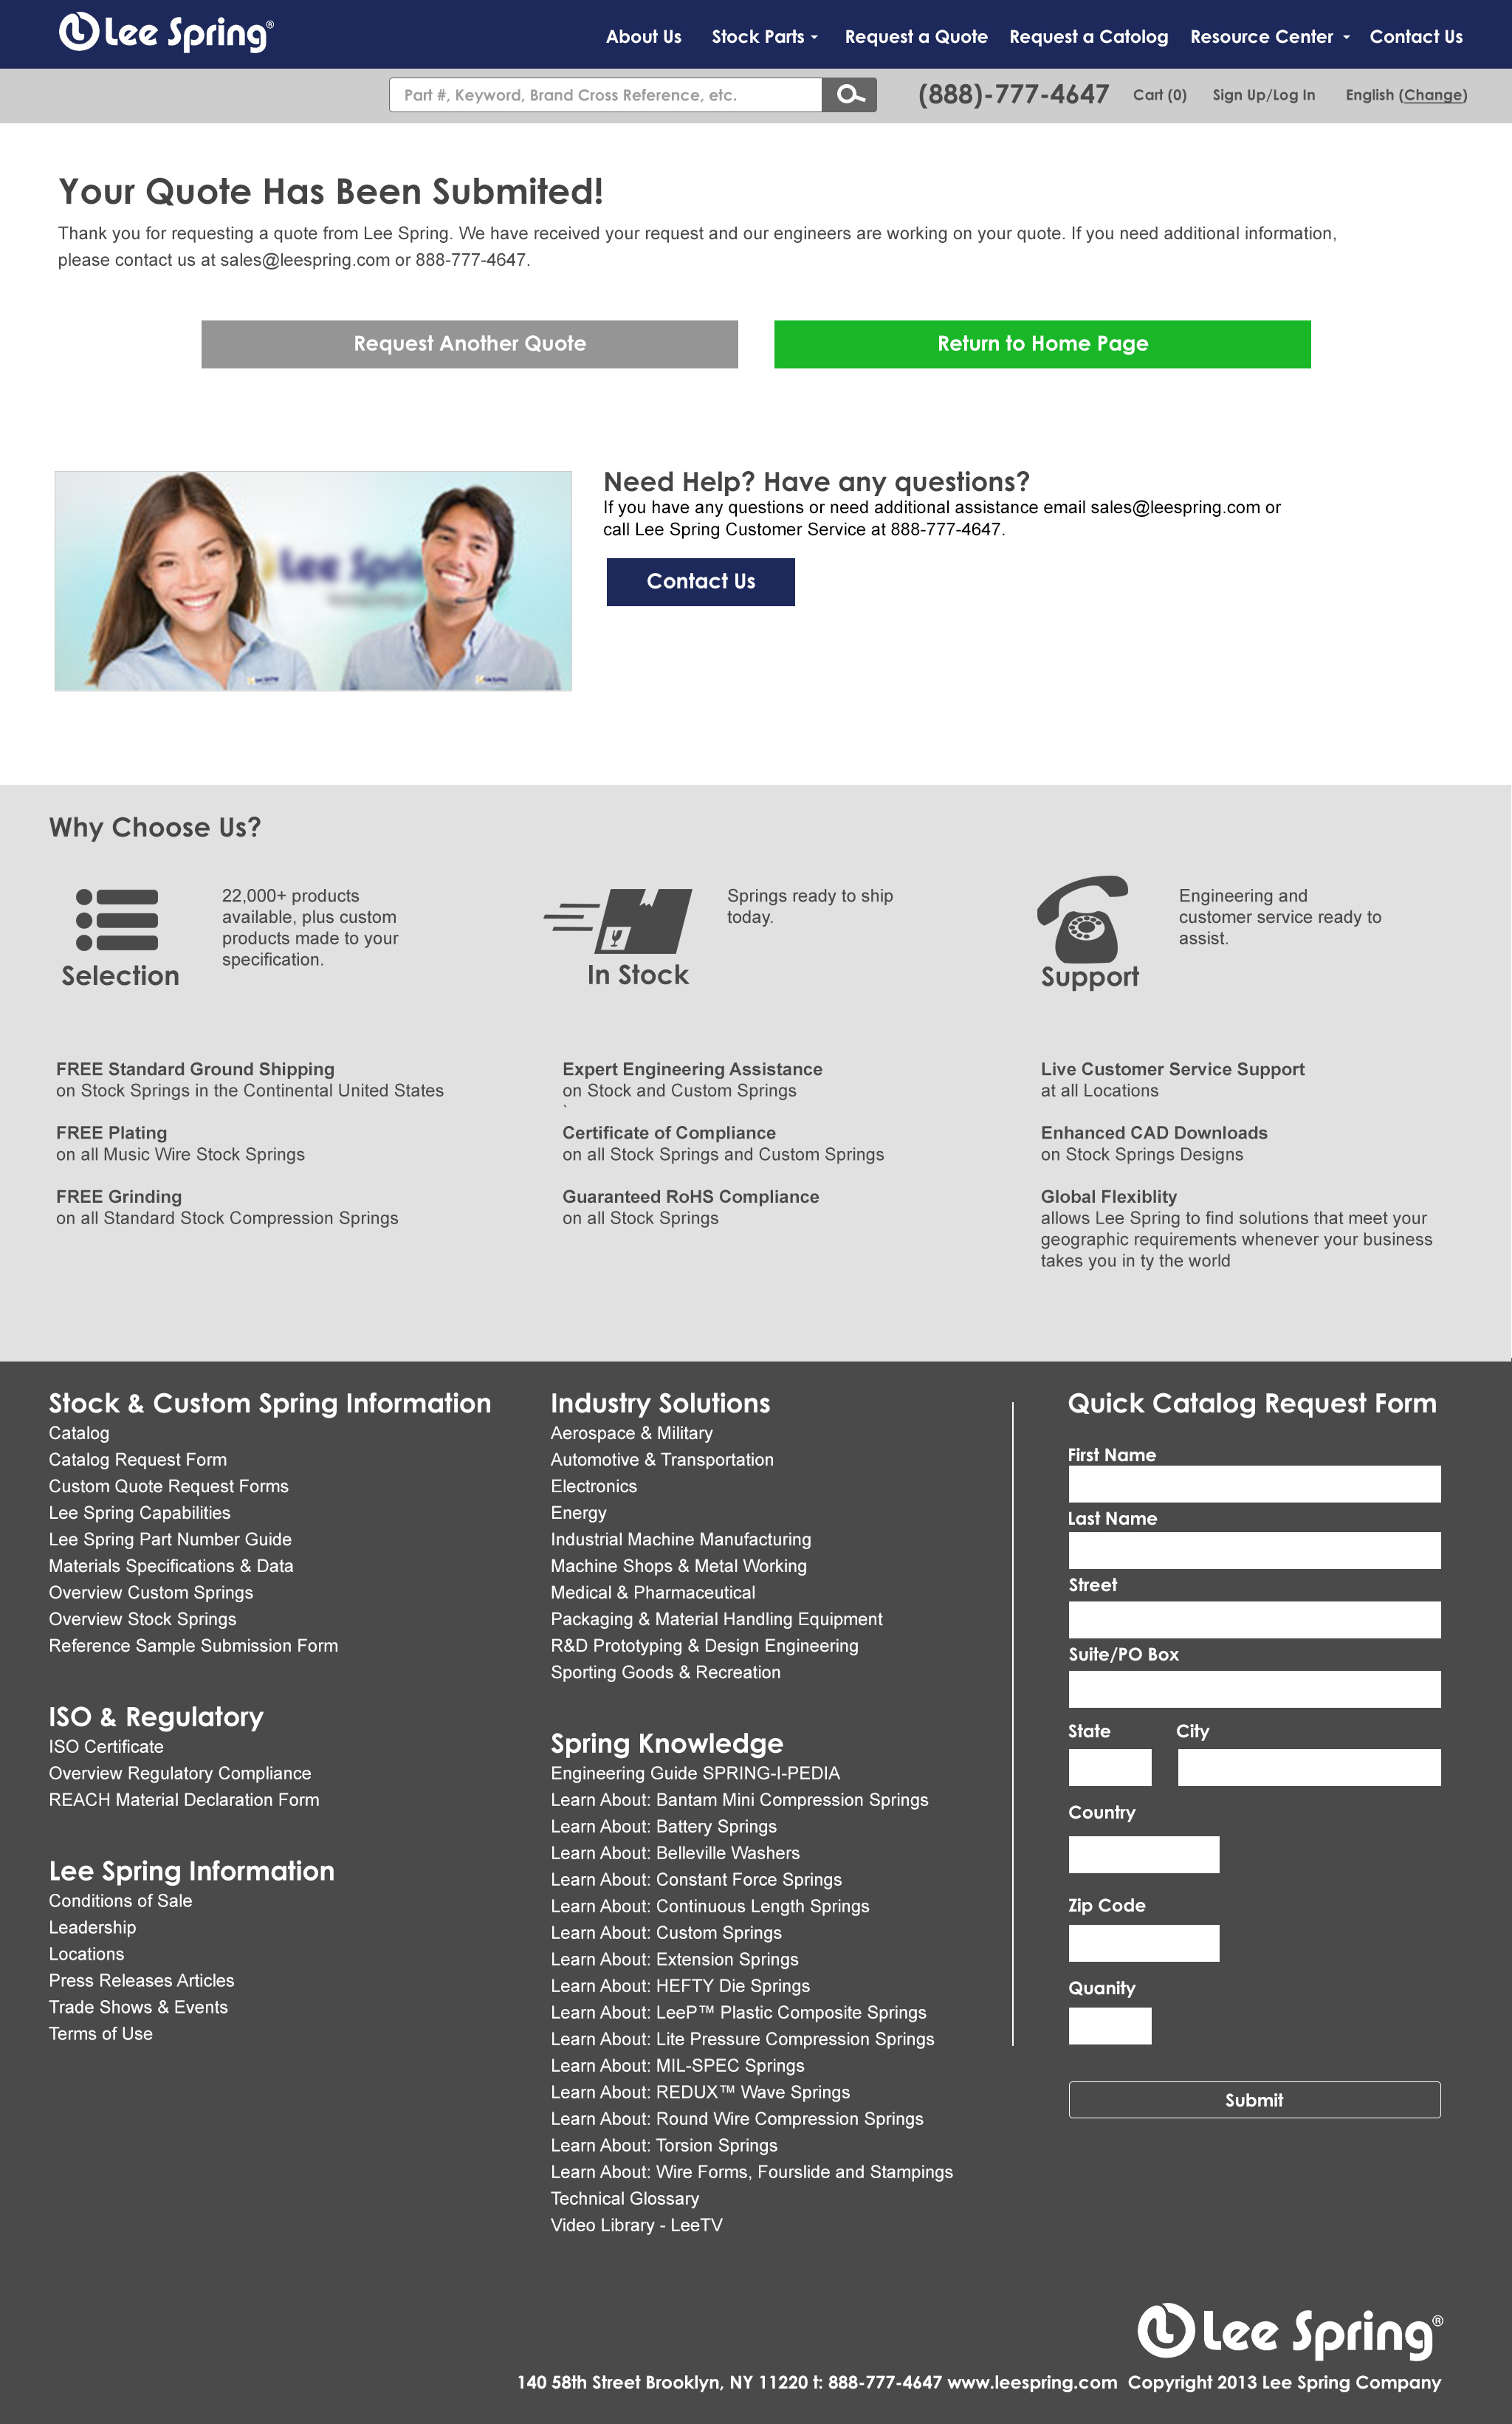 Lee Spring®
About Us Stock Parts Request a Quote Request a Catolog Resource Center Contact Us
Part #, Keyword, Brand Cross Reference, etc.
(888)-777-4647 Cart (0) Sign Up/Log In English (Change)
Your Quote Has Been Submited!
Thank you for requesting a quote from Lee Spring. We have received your request and our engineers are working on your quote. If you need additional information,
please contact us at sales@leespring.com or 888-777-4647.
Request Another Quote
Return to Home Page
Lee Spri
Need Help? Have any questions?
If you have any questions or need additional assistance email sales@leespring.com or
call Lee Spring Customer Service at 888-777-4647.
Contact Us
Why Choose Us?
Selection
22,000+ products
available, plus custom
products made to your
specification.
In Stock
Springs ready to ship
today.
Support
Engineering and
customer service ready to
assist.
FREE Standard Ground Shipping
on Stock Springs in the Continental United States
FREE Plating
on all Music Wire Stock Springs
FREE Grinding
on all Standard Stock Compression Springs
Expert Engineering Assistance
on Stock and Custom Springs
`
Certificate of Compliance
on all Stock Springs and Custom Springs
Guaranteed RoHS Compliance
on all Stock Springs
Live Customer Service Support
at all Locations
Enhanced CAD Downloads
on Stock Springs Designs
Global Flexiblity
allows Lee Spring to find solutions that meet your
geographic requirements whenever your business
takes you in ty the world
Stock & Custom Spring Information
Catalog
Catalog Request Form
Custom Quote Request Forms
Lee Spring Capabilities
Lee Spring Part Number Guide
Materials Specifications & Data
Overview Custom Springs
Overview Stock Springs
Reference Sample Submission Form
ISO & Regulatory
ISO Certificate
Overview Regulatory Compliance
REACH Material Declaration Form
Lee Spring Information
Conditions of Sale
Leadership
Locations
Press Releases Articles
Trade Shows & Events
Terms of Use
Industry Solutions
Aerospace & Military
Automotive & Transportation
Electronics
Energy
Industrial Machine Manufacturing
Machine Shops & Metal Working
Medical & Pharmaceutical
Packaging & Material Handling Equipment
R&D Prototyping & Design Engineering
Sporting Goods & Recreation
Spring Knowledge
Engineering Guide SPRING-I-PEDIA
Learn About: Bantam Mini Compression Springs
Learn About: Battery Springs
Learn About: Belleville Washers
Learn About: Constant Force Springs
Learn About: Continuous Length Springs
Learn About: Custom Springs
Learn About: Extension Springs
Learn About: HEFTY Die Springs
Learn About: LeeP™ Plastic Composite Springs
Learn About: Lite Pressure Compression Springs
Learn About: MIL-SPEC Springs
Learn About: REDUX™ Wave Springs
Learn About: Round Wire Compression Springs
Learn About: Torsion Springs
Learn About: Wire Forms, Fourslide and Stampings
Technical Glossary
Video Library - LeeTV
Quick Catalog Request Form
First Name
Last Name
Street
Suite/PO Box
State City
Country
Zip Code
Quanity
Submit
Lee Spring®
140 58th Street Brooklyn, NY 11220 t: 888-777-4647 www.leespring.com Copyright 2013 Lee Spring Company